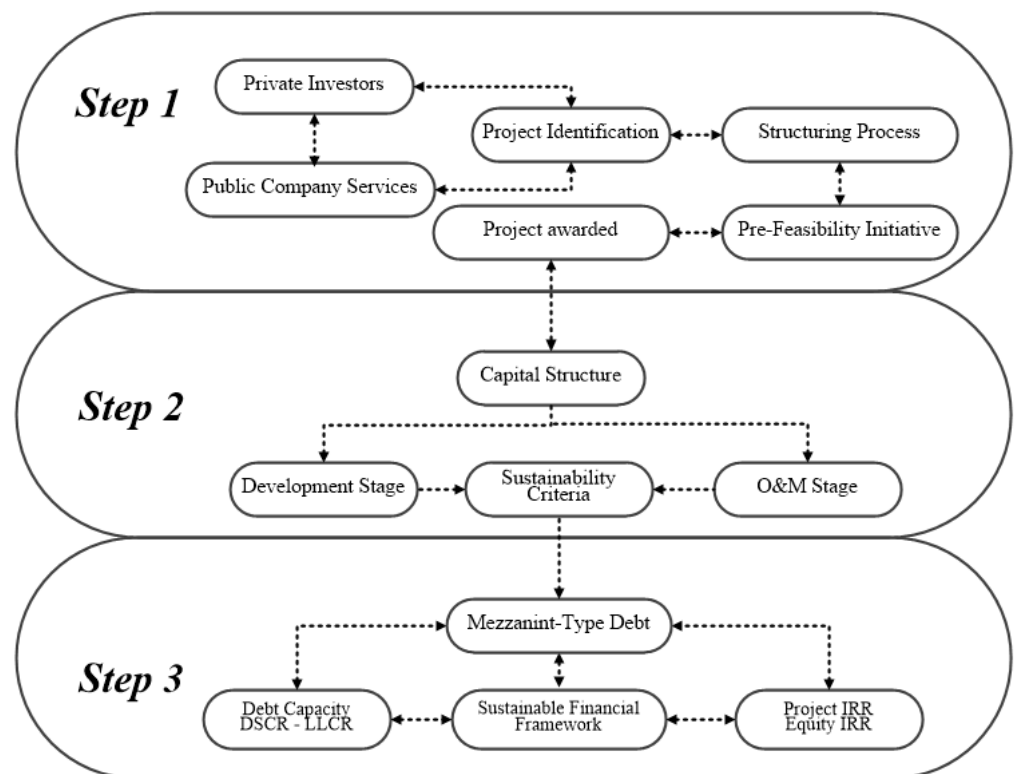 Step 1
Private Investors
Project Identification
Structuring Process
Public Company Services
Project awarded
Pre-Feasibility Initiative
Step 2
Capital Structure
Development Stage
Sustainability
Criteria
O&M Stage
Step 3
Mezzanint-Type Debt
Debt Capacity
DSCR - LLCR
Sustainable Financial
Framework
Project IRR
Equity IRR